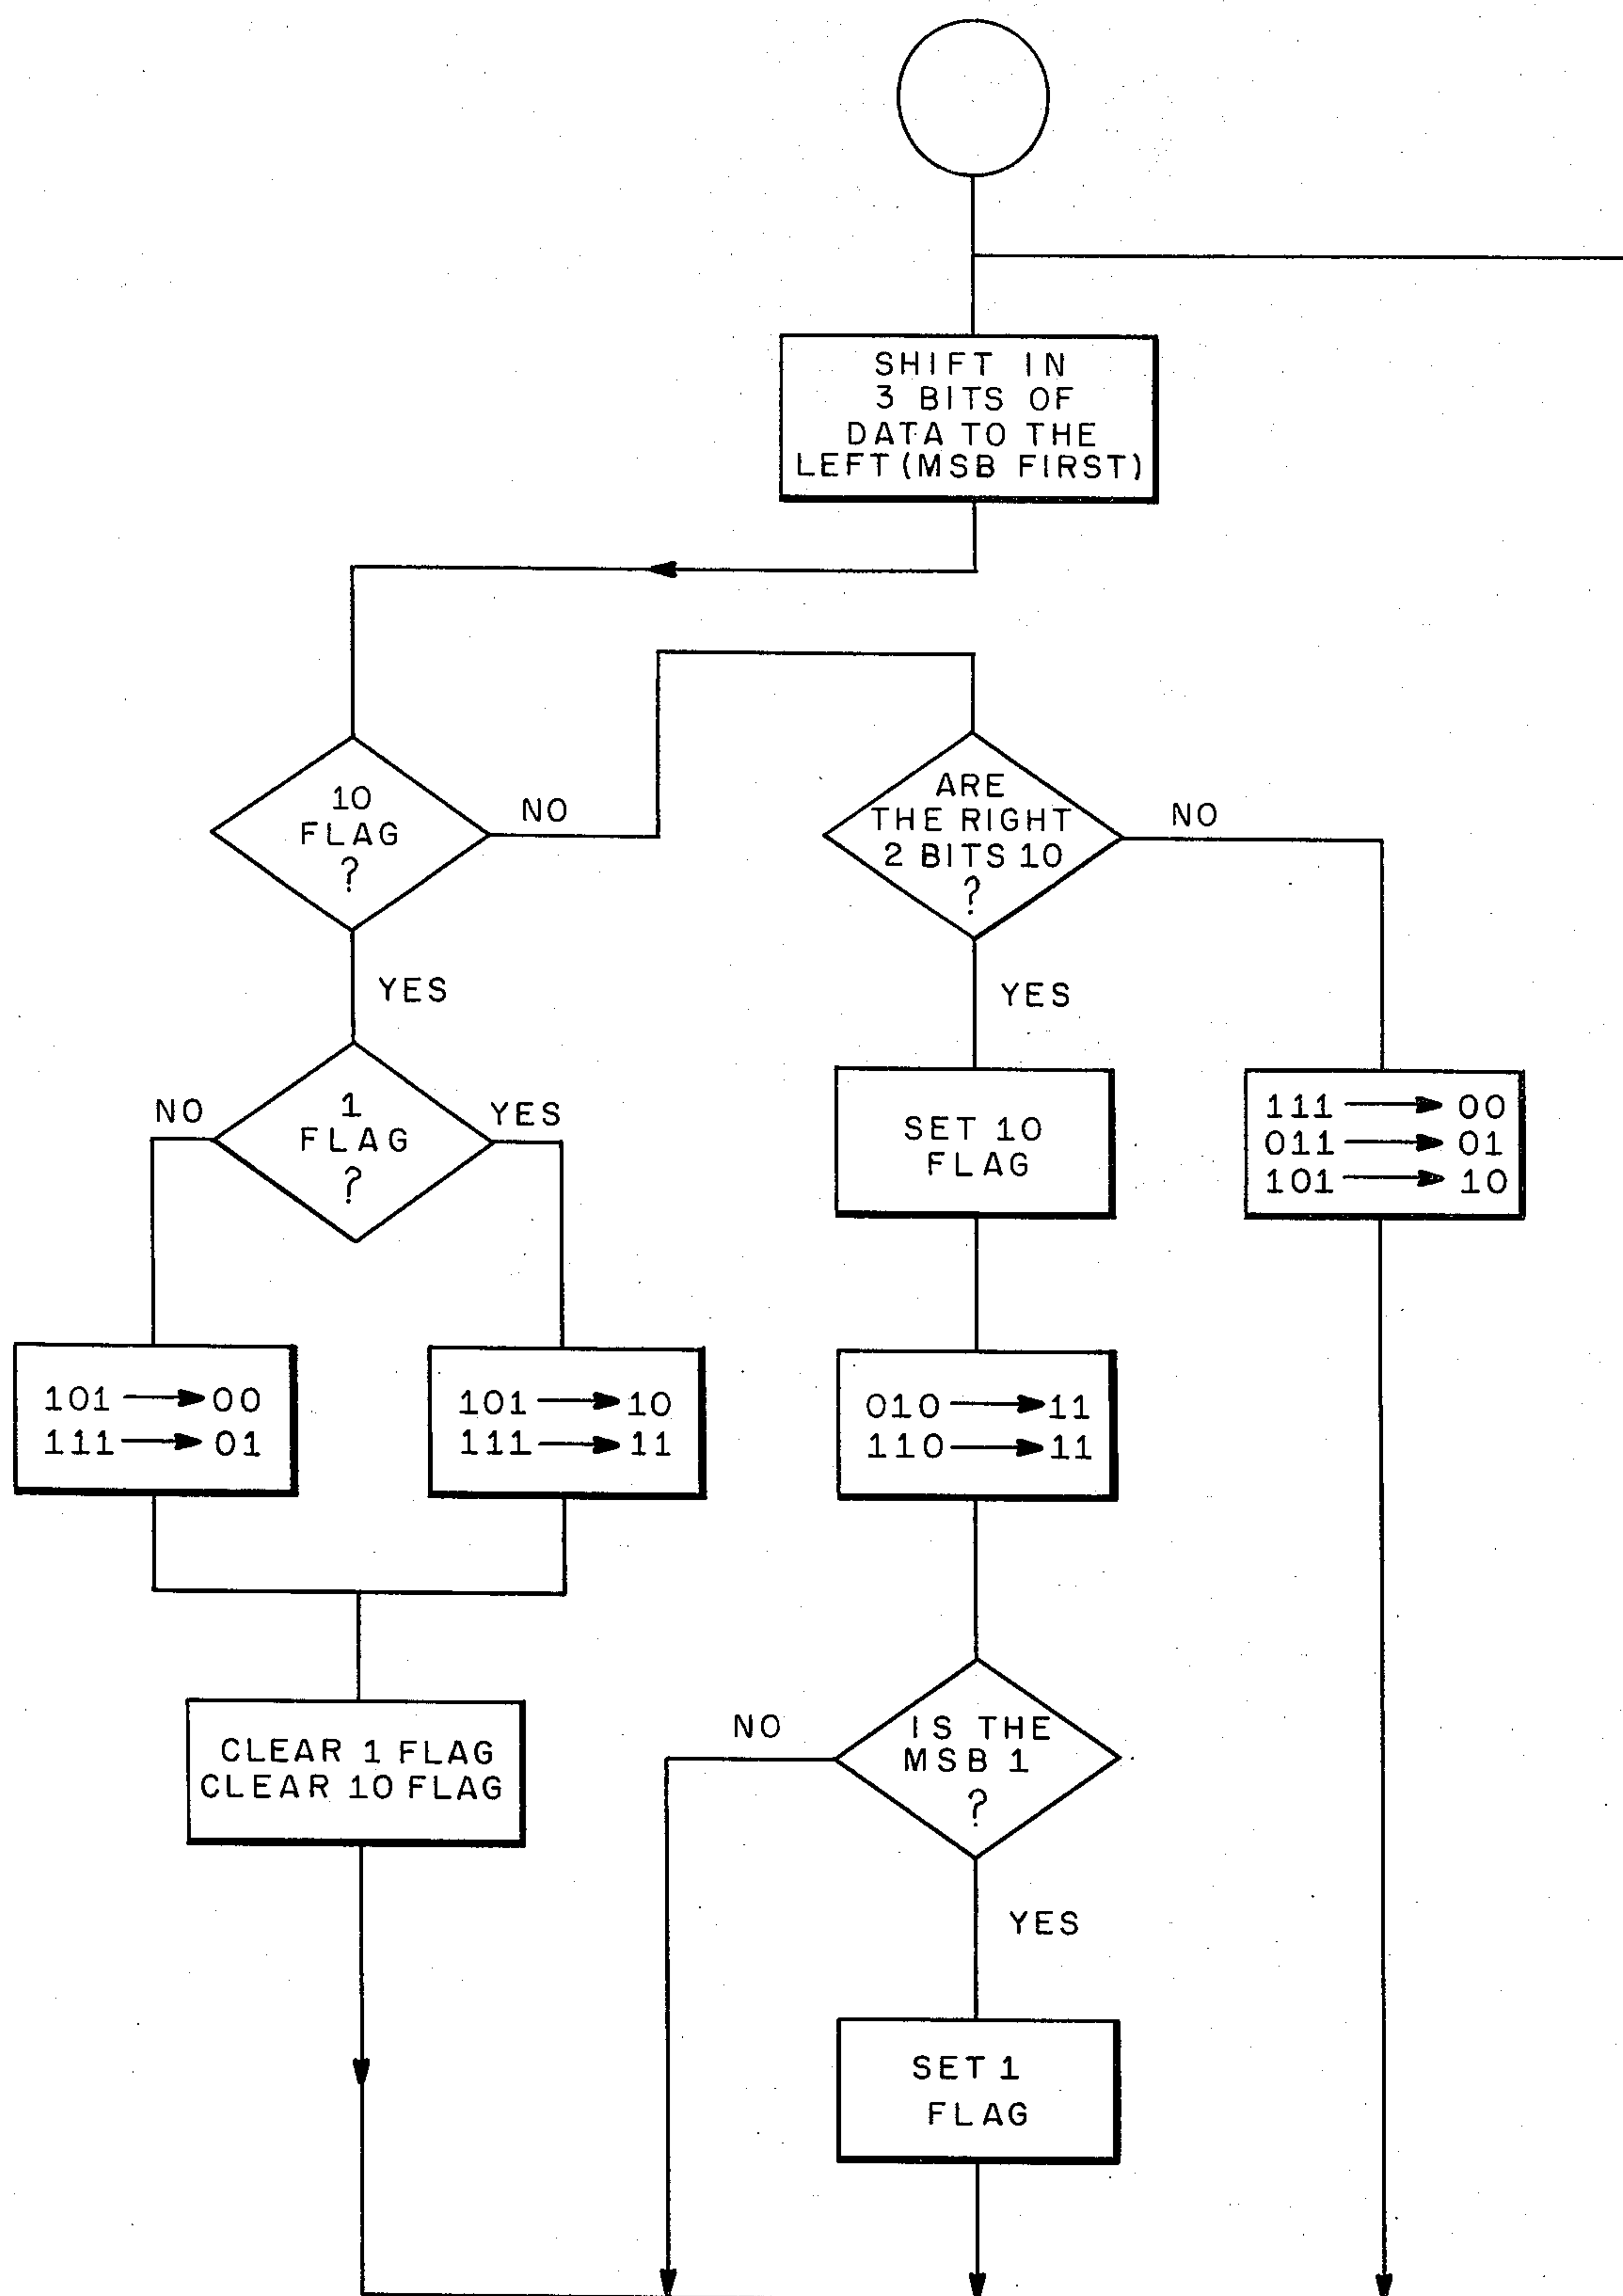 SHIFT IN
3 BITS OF
DATA TO THE
LEFT (MSB FIRST)
10
FLAG
?
NO
YES
ARE
THE RIGHT
2 BITS 10
?
NO
YES
1
FLAG
?
NO
YES
SET 10
FLAG
111 → 00
011 → 01
101 → 10
101 → 00
111 → 01
101 → 10
111 → 11
010 → 11
110 → 11
CLEAR 1 FLAG
CLEAR 10 FLAG
IS THE
MSB 1
?
NO
YES
SET 1
FLAG